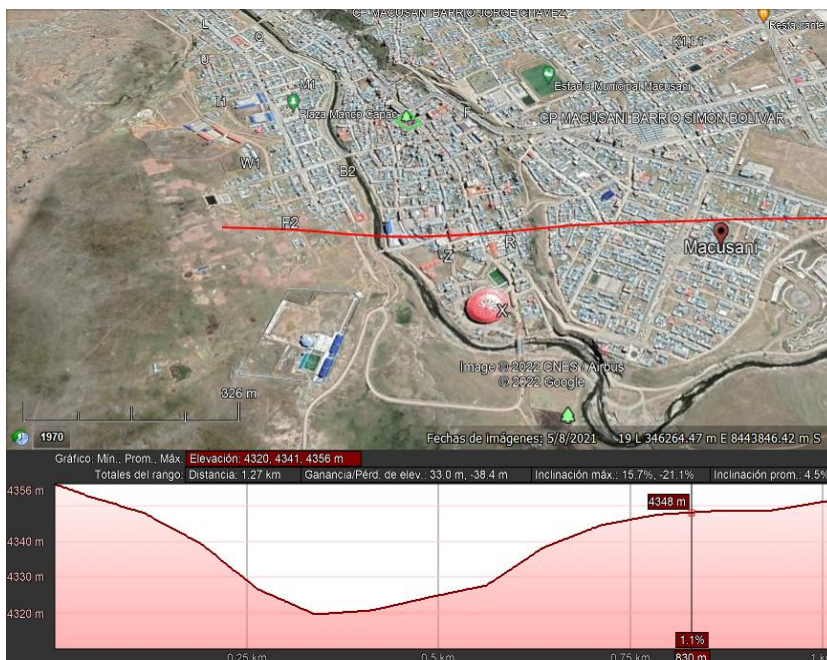 CP MACUSANI BARRIO JORGE CHAVEZ
L
Restaurante
O
K1,L1
U
M1
Estadio Municipal Macusani
I1
Plaza Manco Capac
F
CP MACUSANI BARRIO SIMON BOLIVAR
W1
B2
F2
R
Macusani
Z
X
Image © 2022 CNES / Airbus
© 2022 Google
326 m
A
1970
Fechas de imágenes: 5/8/2021 19 L 346264.47 m E 8443846.42 m S
Gráfico: Mín., Prom., Máx. Elevación: 4320, 4341, 4356 m
Totales del rango: Distancia: 1.27 km Ganancia/Pérd. de elev.: 33.0 m, -38.4 m Inclinación máx.: 15.7%, -21.1% Inclinación prom.: 4.5%
4356 m
4348 m
4340 m
4330 m
4320 m
1.1%
0.25 km 0.5 km 0.75 km 830 m 1 k